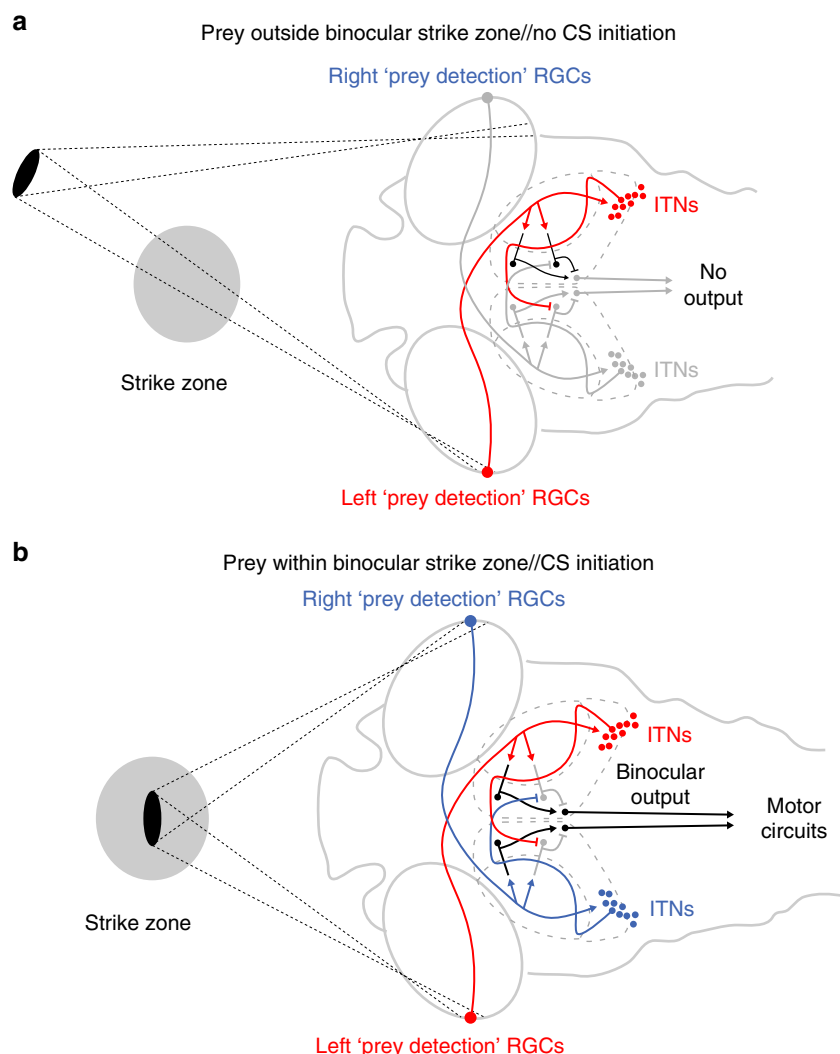 a
Prey outside binocular strike zone//no CS initiation
Right ‘prey detection’ RGCs
ITNs
No
output
Strike zone
ITNs
Left ‘prey detection’ RGCs
b
Prey within binocular strike zone//CS initiation
Right ‘prey detection’ RGCs
ITNs
Binocular
output
Motor
circuits
Strike zone
ITNs
Left ‘prey detection’ RGCs